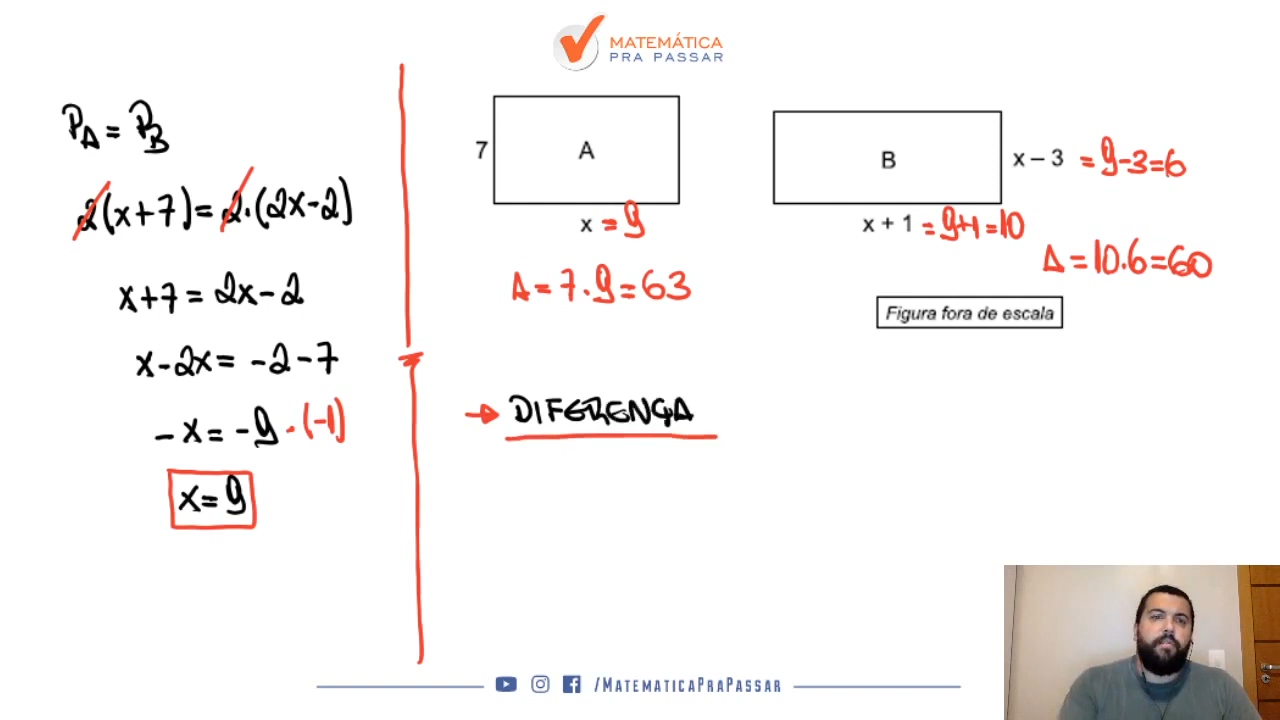 MATEMÁTICA
PRA PASSAR
P_A = P_B
2(x+7) = 2·(2x-2)
x+7 = 2x-2
x-2x = -2-7
-x = -9 ·(-1)
x = 9
7
A
x = 9
A = 7·9 = 63
B
x – 3 = 9-3=6
x + 1 = 9+1=10
A = 10.6=60
Figura fora de escala
→ DIFERENÇA
/MATEMATICAPRAPASSAR